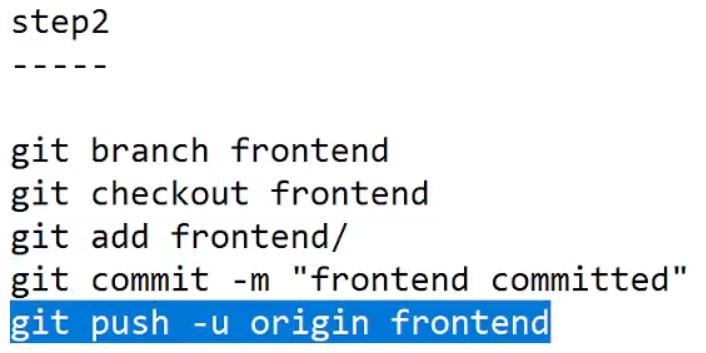 step2
-----
git branch frontend
git checkout frontend
git add frontend/
git commit -m "frontend committed"
git push -u origin frontend